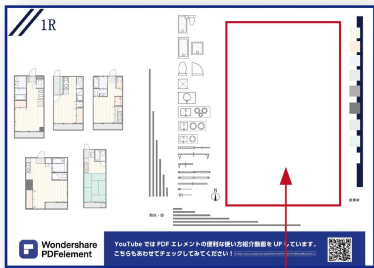 1R
N
Wondershare
PDFelement
YouTube では PDF エレメントの便利な使い方紹介動画を UP しています。
こちらもあわせてチェックしてみてください!